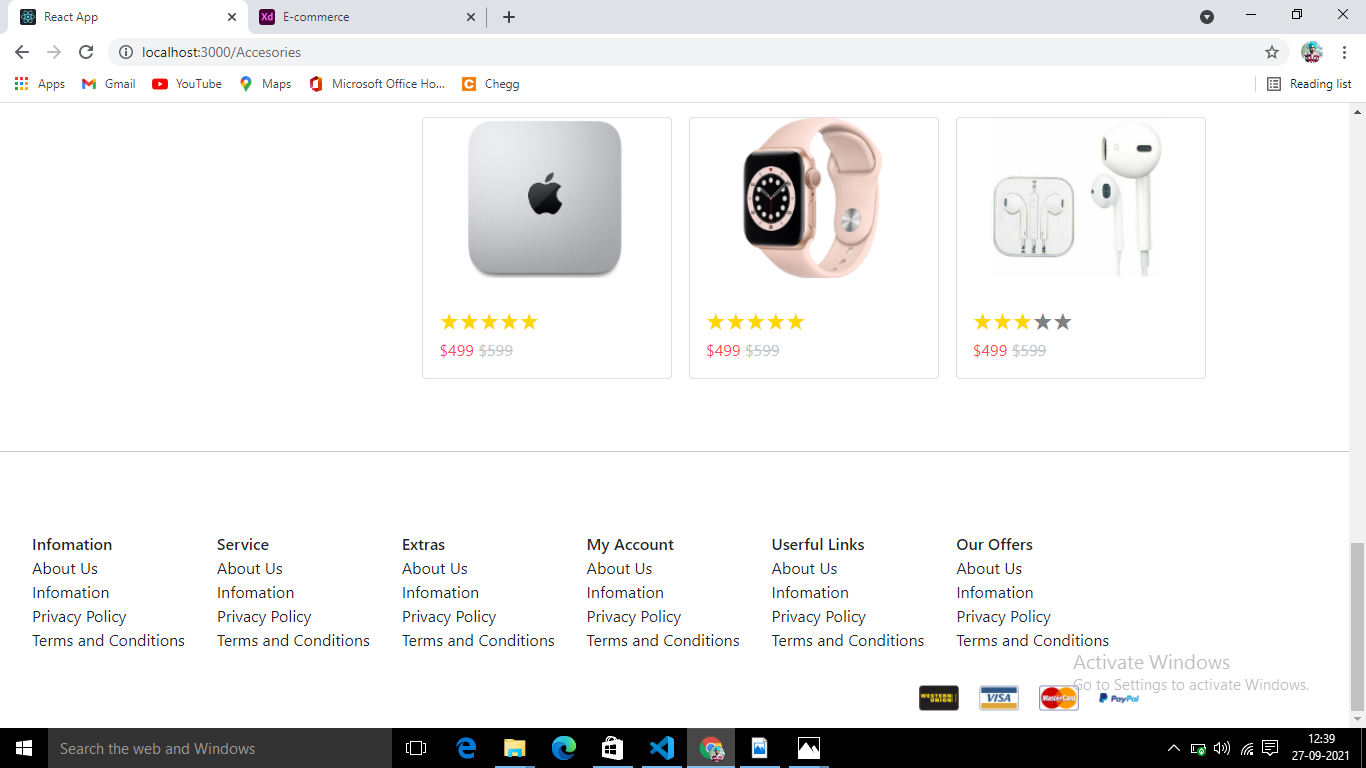 React App
E-commerce
localhost:3000/Accesories
Apps Gmail YouTube Maps Microsoft Office Ho... Chegg Reading list
$499 $599 $499 $599 $499 $599
Infomation Service Extras My Account Userful Links Our Offers
About Us About Us About Us About Us About Us About Us
Infomation Infomation Infomation Infomation Infomation Infomation
Privacy Policy Privacy Policy Privacy Policy Privacy Policy Privacy Policy Privacy Policy
Terms and Conditions Terms and Conditions Terms and Conditions Terms and Conditions Terms and Conditions Terms and Conditions
Activate Windows
Go to Settings to activate Windows.
WESTERN UNION VISA MasterCard PayPal
Search the web and Windows
12:39
27-09-2021